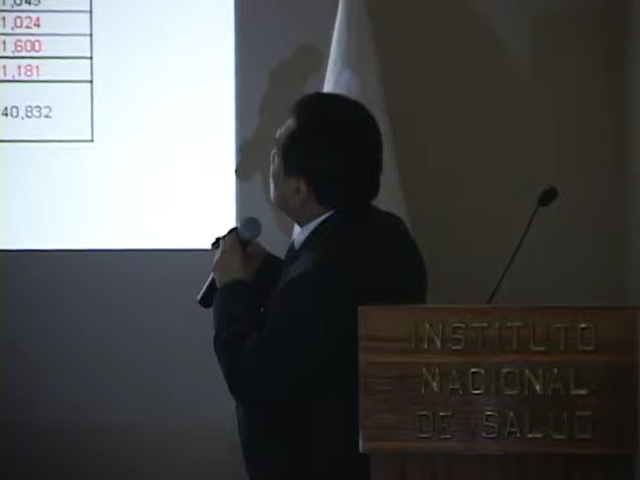 1,024
1,600
1,181
40,832
INSTITUTO
NACIONAL
DE SALUD